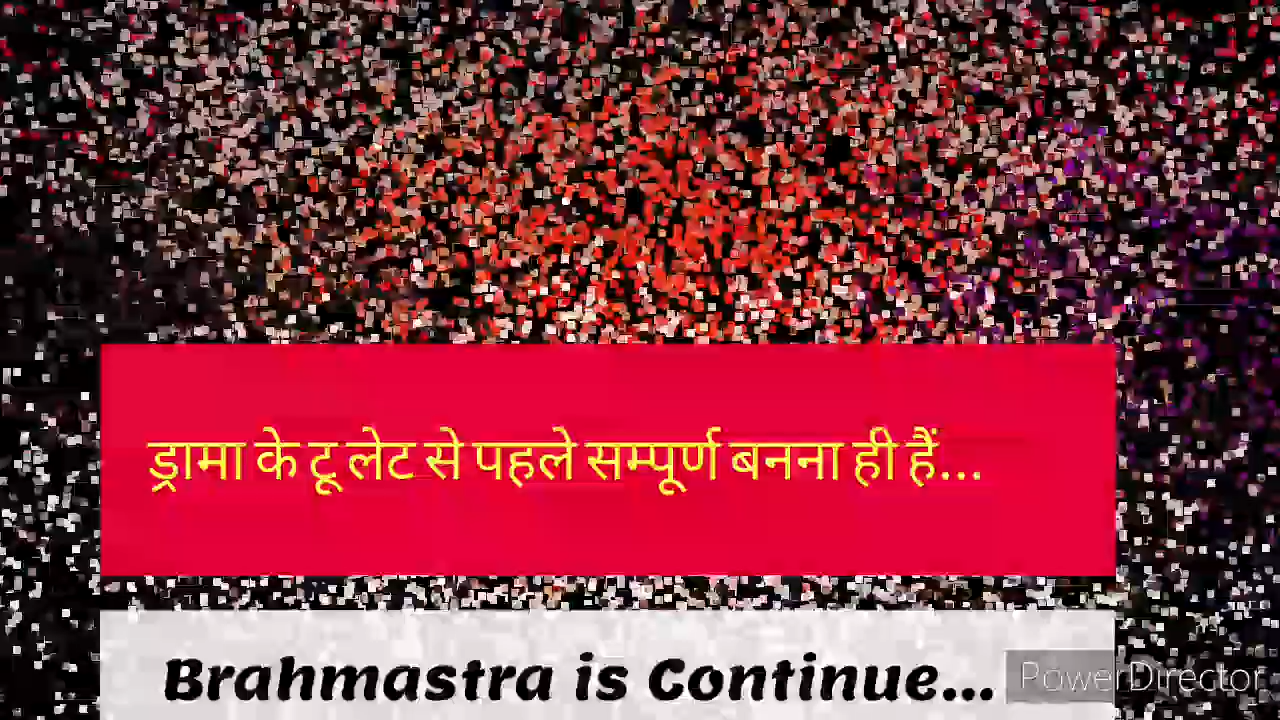 ड्रामा के टू लेट से पहले सम्पूर्ण बनना ही हैं...
Brahmastra is Continue...
PowerDirector